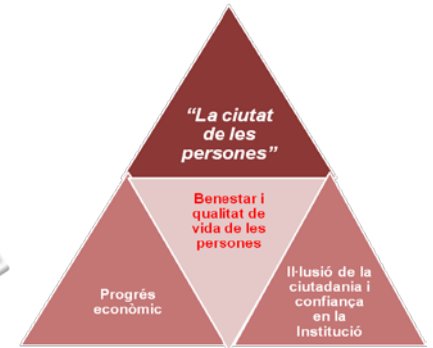 “La ciutat
de les
persones”
Benestar i
qualitat de
vida de les
persones
Progrés
econòmic
Il·lusió de la
ciutadania i
confiança
en la
Institució